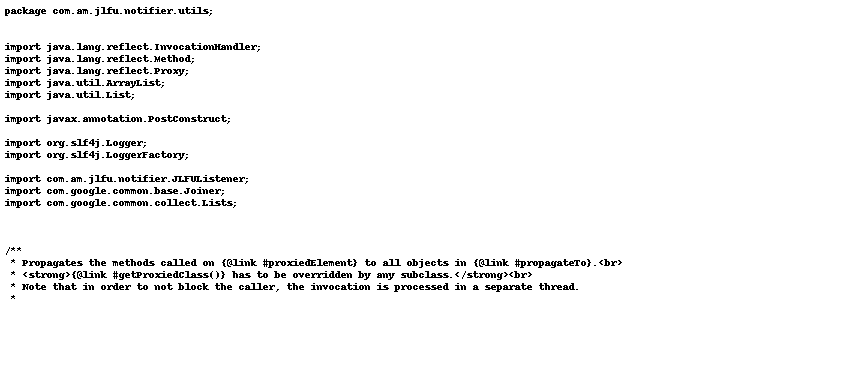 package com.am.jlfu.notifier.utils;
import java.lang.reflect.InvocationHandler;
import java.lang.reflect.Method;
import java.lang.reflect.Proxy;
import java.util.ArrayList;
import java.util.List;
import javax.annotation.PostConstruct;
import org.slf4j.Logger;
import org.slf4j.LoggerFactory;
import com.am.jlfu.notifier.JLFUListener;
import com.google.common.base.Joiner;
import com.google.common.collect.Lists;
/**
 * Propagates the methods called on {@link #proxiedElement} to all objects in {@link #propagateTo}.<br>
 * <strong>{@link #getProxiedClass()} has to be overridden by any subclass.</strong><br>
 * Note that in order to not block the caller, the invocation is processed in a separate thread.
 *